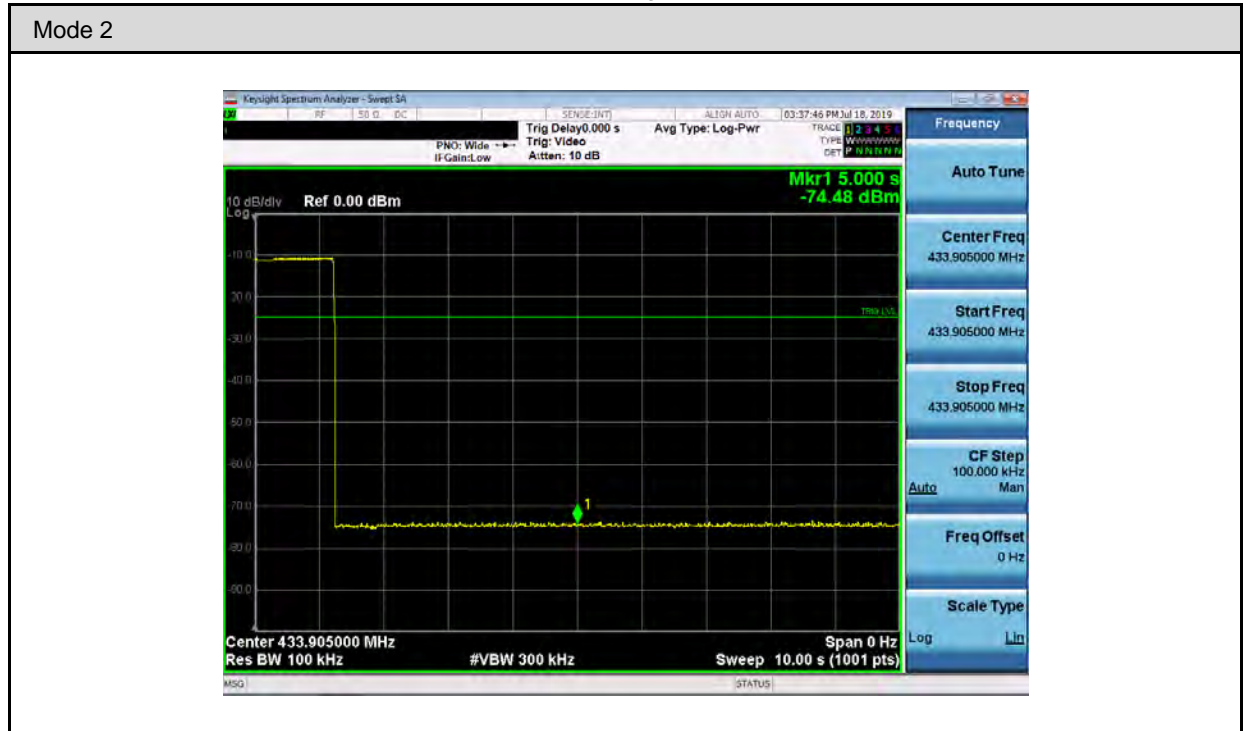 Mode 2
Keysight Spectrum Analyzer - Swept SA
LXI RF 50 Ω DC SENSE:INT ALIGN AUTO 03:37:46 PM Jul 18, 2019
Trig Delay0.000 s Avg Type: Log-Pwr TRACE 1 2 3 4 5 6
PNO: Wide Trig: Video TYPE WWWWWW
IFGain:Low Atten: 10 dB DET P N N N N N
Mkr1 5.000 s
-74.48 dBm
10 dB/div Ref 0.00 dBm
Log
-10.0
-20.0
TRIG LVL
-30.0
-40.0
-50.0
-60.0
-70.0
1
-80.0
-90.0
Center 433.905000 MHz Span 0 Hz
Res BW 100 kHz #VBW 300 kHz Sweep 10.00 s (1001 pts)
MSG STATUS
Frequency
Auto Tune
Center Freq
433.905000 MHz
Start Freq
433.905000 MHz
Stop Freq
433.905000 MHz
CF Step
100.000 kHz
Auto Man
Freq Offset
0 Hz
Scale Type
Log Lin